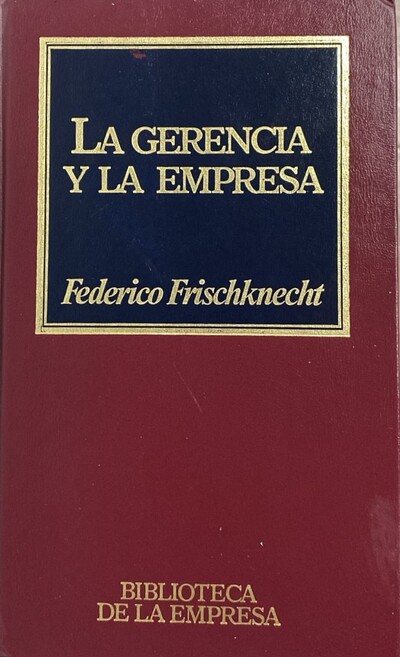 LA GERENCIA
Y LA EMPRESA
Federico Frischknecht
BIBLIOTECA
DE LA EMPRESA